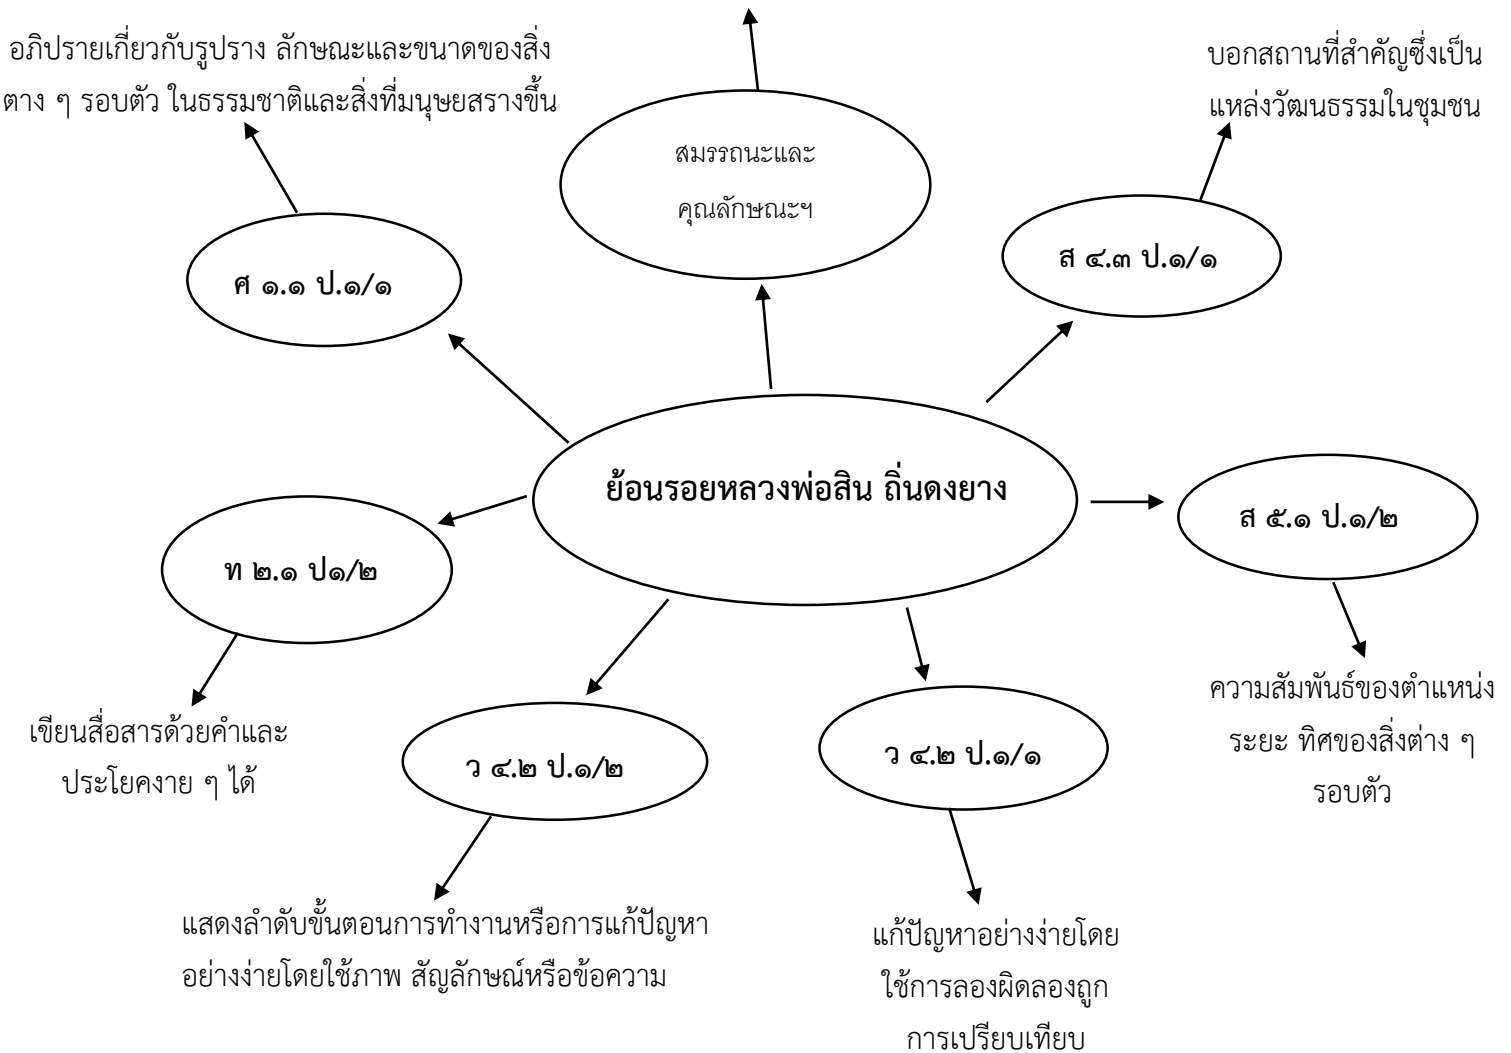 อภิปรายเกี่ยวกับรูปราง ลักษณะและขนาดของสิ่ง
ตาง ๆ รอบตัว ในธรรมชาติและสิ่งที่มนุษยสรางขึ้น
บอกสถานที่สำคัญซึ่งเป็น
แหล่งวัฒนธรรมในชุมชน
สมรรถนะและ
คุณลักษณะฯ
ศ ๑.๑ ป.๑/๑
ส ๔.๓ ป.๑/๑
ย้อนรอยหลวงพ่อสิน ถิ่นดงยาง
ส ๕.๑ ป.๑/๒
ท ๒.๑ ป๑/๒
ความสัมพันธ์ของตำแหน่ง
ระยะ ทิศของสิ่งต่าง ๆ
รอบตัว
เขียนสื่อสารด้วยคำและ
ประโยคงาย ๆ ได้
ว ๔.๒ ป.๑/๒
ว ๔.๒ ป.๑/๑
แสดงลำดับขั้นตอนการทำงานหรือการแก้ปัญหา
อย่างง่ายโดยใช้ภาพ สัญลักษณ์หรือข้อความ
แก้ปัญหาอย่างง่ายโดย
ใช้การลองผิดลองถูก
การเปรียบเทียบ